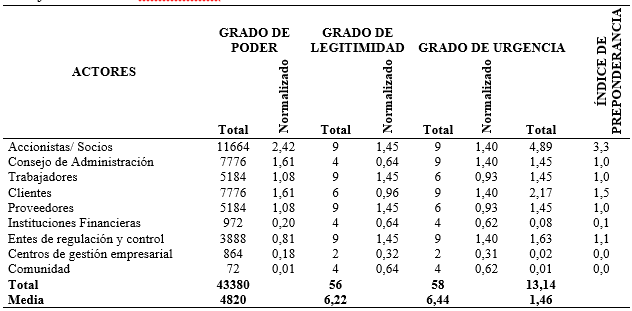 ACTORES GRADO DE PODER GRADO DE LEGITIMIDAD GRADO DE URGENCIA ÍNDICE DE PREPONDERANCIA
Total Normalizado Total Normalizado Total Normalizado Total
Accionistas/ Socios 11664 2,42 9 1,45 9 1,40 4,89 3,3
Consejo de Administración 7776 1,61 4 0,64 9 1,40 1,45 1,0
Trabajadores 5184 1,08 9 1,45 6 0,93 1,45 1,0
Clientes 7776 1,61 6 0,96 9 1,40 2,17 1,5
Proveedores 5184 1,08 9 1,45 6 0,93 1,45 1,0
Instituciones Financieras 972 0,20 4 0,64 4 0,62 0,08 0,1
Entes de regulación y control 3888 0,81 9 1,45 9 1,40 1,63 1,1
Centros de gestión empresarial 864 0,18 2 0,32 2 0,31 0,02 0,0
Comunidad 72 0,01 4 0,64 4 0,62 0,01 0,0
Total 43380 56 58 13,14
Media 4820 6,22 6,44 1,46